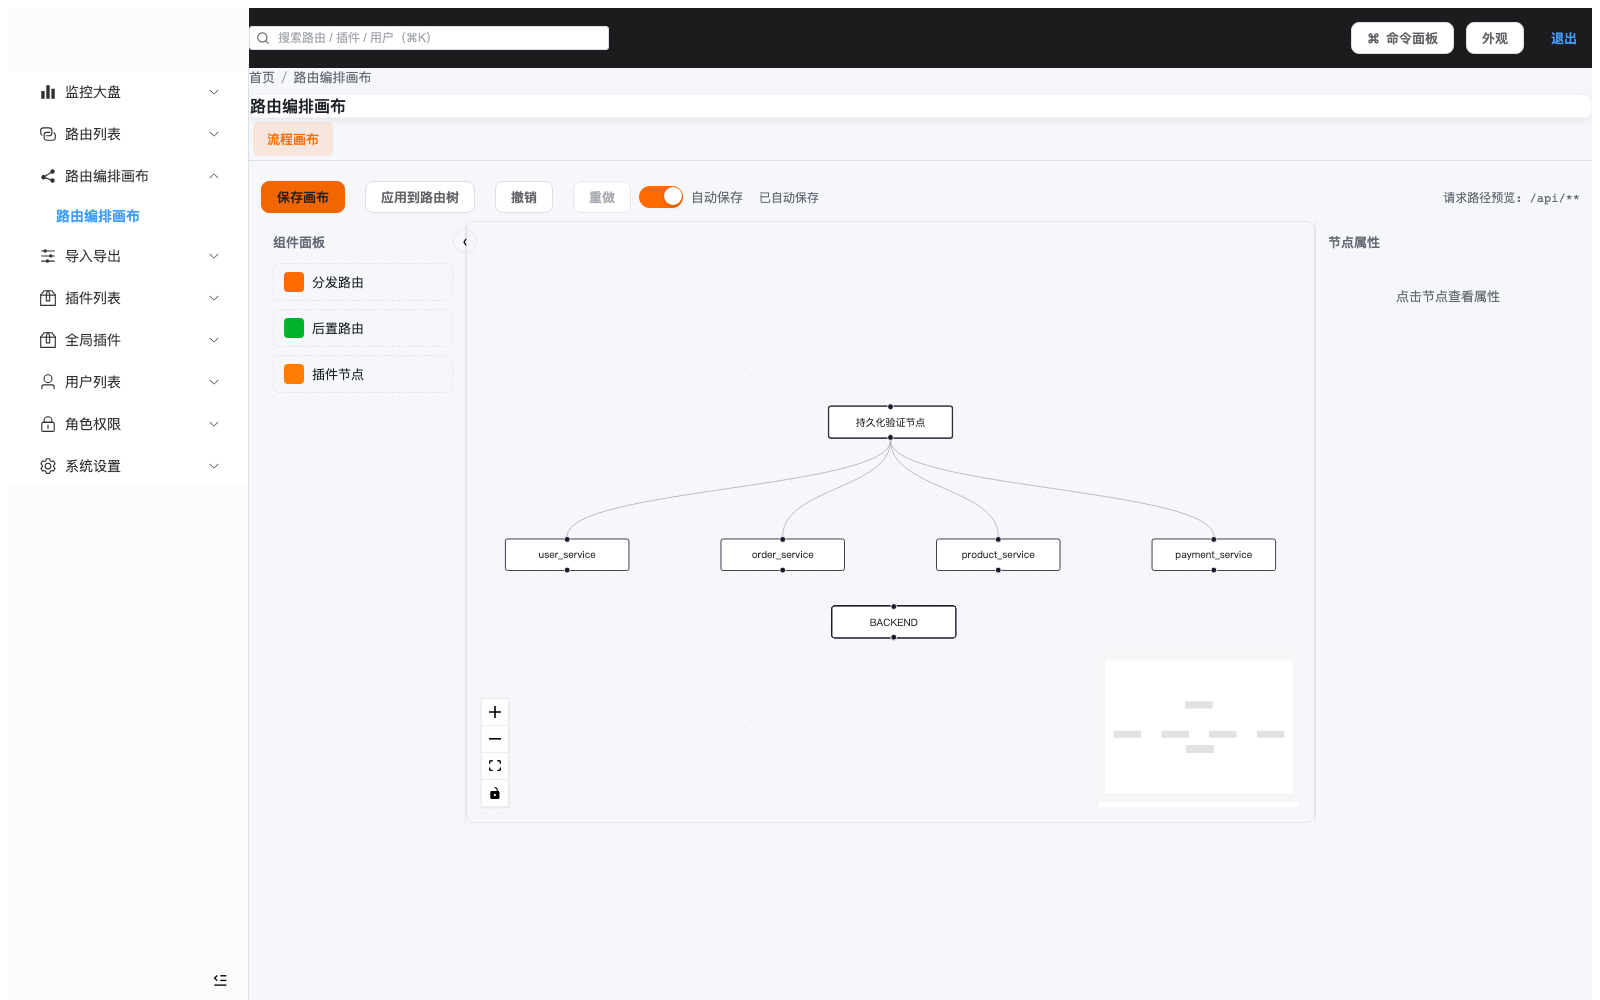 搜索路由 / 插件 / 用户（⌘K）
⌘ 命令面板
外观
退出
监控大盘
路由列表
路由编排画布
路由编排画布
导入导出
插件列表
全局插件
用户列表
角色权限
系统设置
首页 / 路由编排画布
路由编排画布
流程画布
保存画布
应用到路由树
撤销
重做
自动保存
已自动保存
请求路径预览: /api/**
组件面板
分发路由
后置路由
插件节点
持久化验证节点
user_service
order_service
product_service
payment_service
BACKEND
节点属性
点击节点查看属性